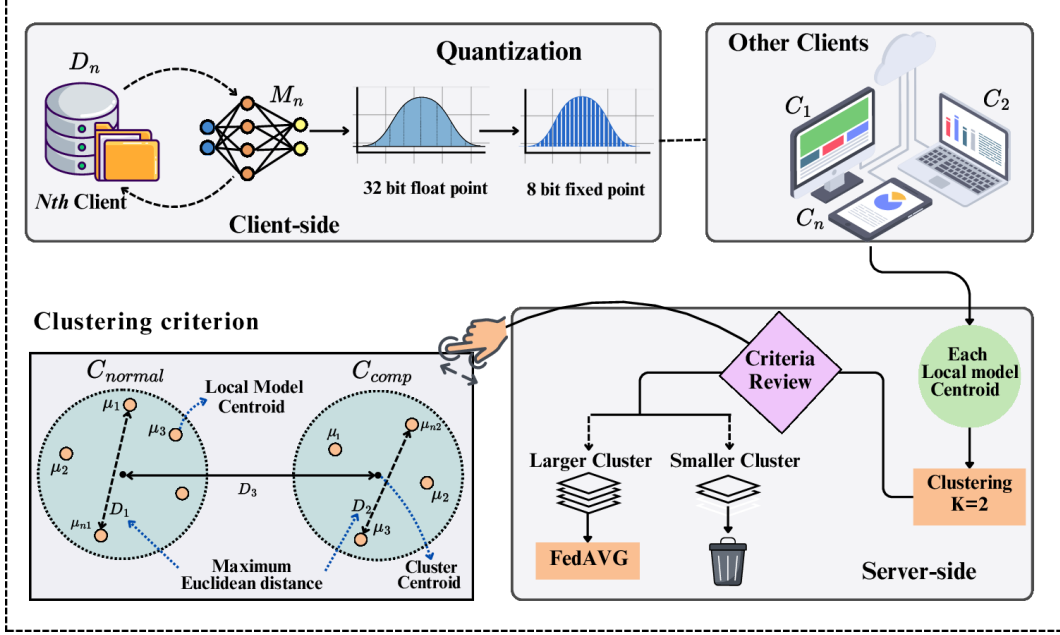 Quantization
D_n
M_n
Nth Client
32 bit float point
8 bit fixed point
Client-side
Other Clients
C_1
C_2
C_n
Clustering criterion
C_normal
C_comp
Local Model
Centroid
μ_1
μ_3
μ_2
μ_n1
D_1
D_3
μ_1
μ_n2
μ_2
D_2
μ_3
Maximum
Euclidean distance
Cluster
Centroid
Criteria
Review
Each
Local model
Centroid
Larger Cluster
Smaller Cluster
Clustering
K=2
FedAVG
Server-side